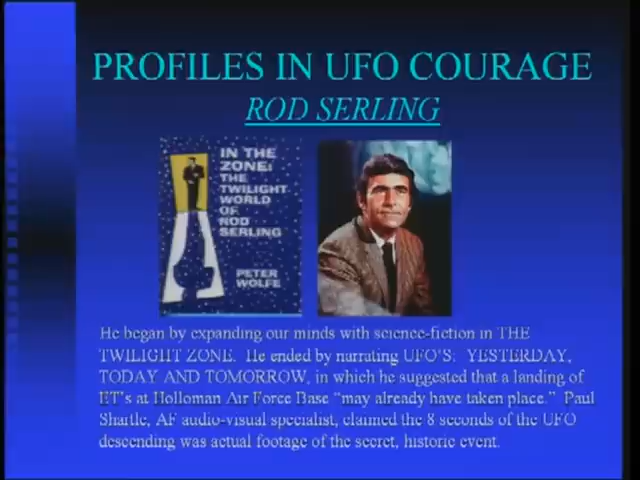 PROFILES IN UFO COURAGE
ROD SERLING
IN THE
ZONE:
THE
TWILIGHT
WORLD
OF
ROD
SERLING
PETER
WOLFE
He began by expanding our minds with science-fiction in THE
TWILIGHT ZONE. He ended by narrating UFO'S: YESTERDAY,
TODAY AND TOMORROW, in which he suggested that a landing of
ET's at Holloman Air Force Base "may already have taken place." Paul
Shartle, AF audio-visual specialist, claimed the 8 seconds of the UFO
descending was actual footage of the secret, historic event.